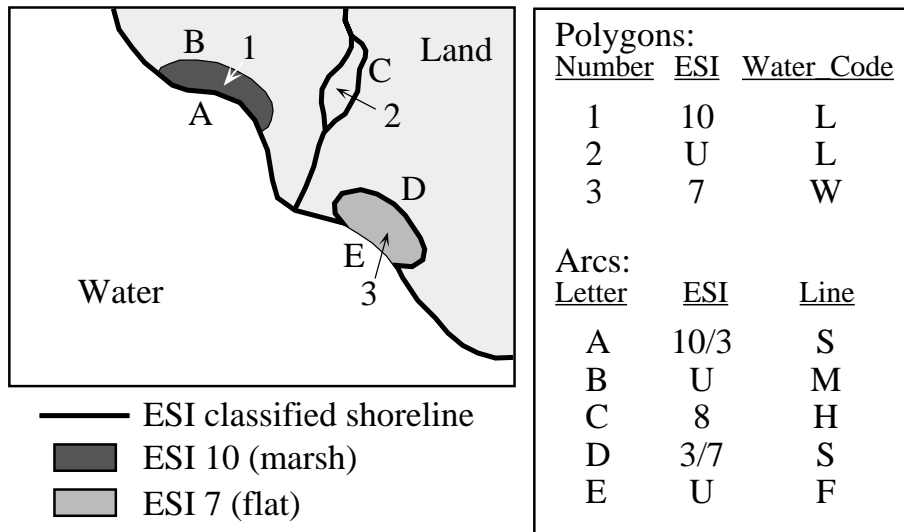 B
1
Land
A
C
2
D
E
3
Water
ESI classified shoreline
ESI 10 (marsh)
ESI 7 (flat)
Polygons:
Number ESI Water_Code
1 10 L
2 U L
3 7 W
Arcs:
Letter ESI Line
A 10/3 S
B U M
C 8 H
D 3/7 S
E U F